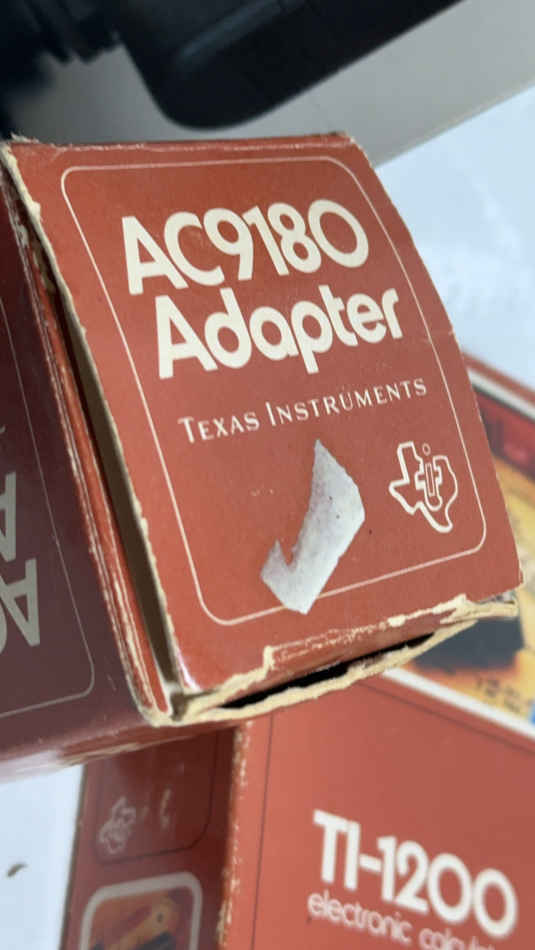 AC9180
Adapter
TEXAS INSTRUMENTS
TI-1200
electronic